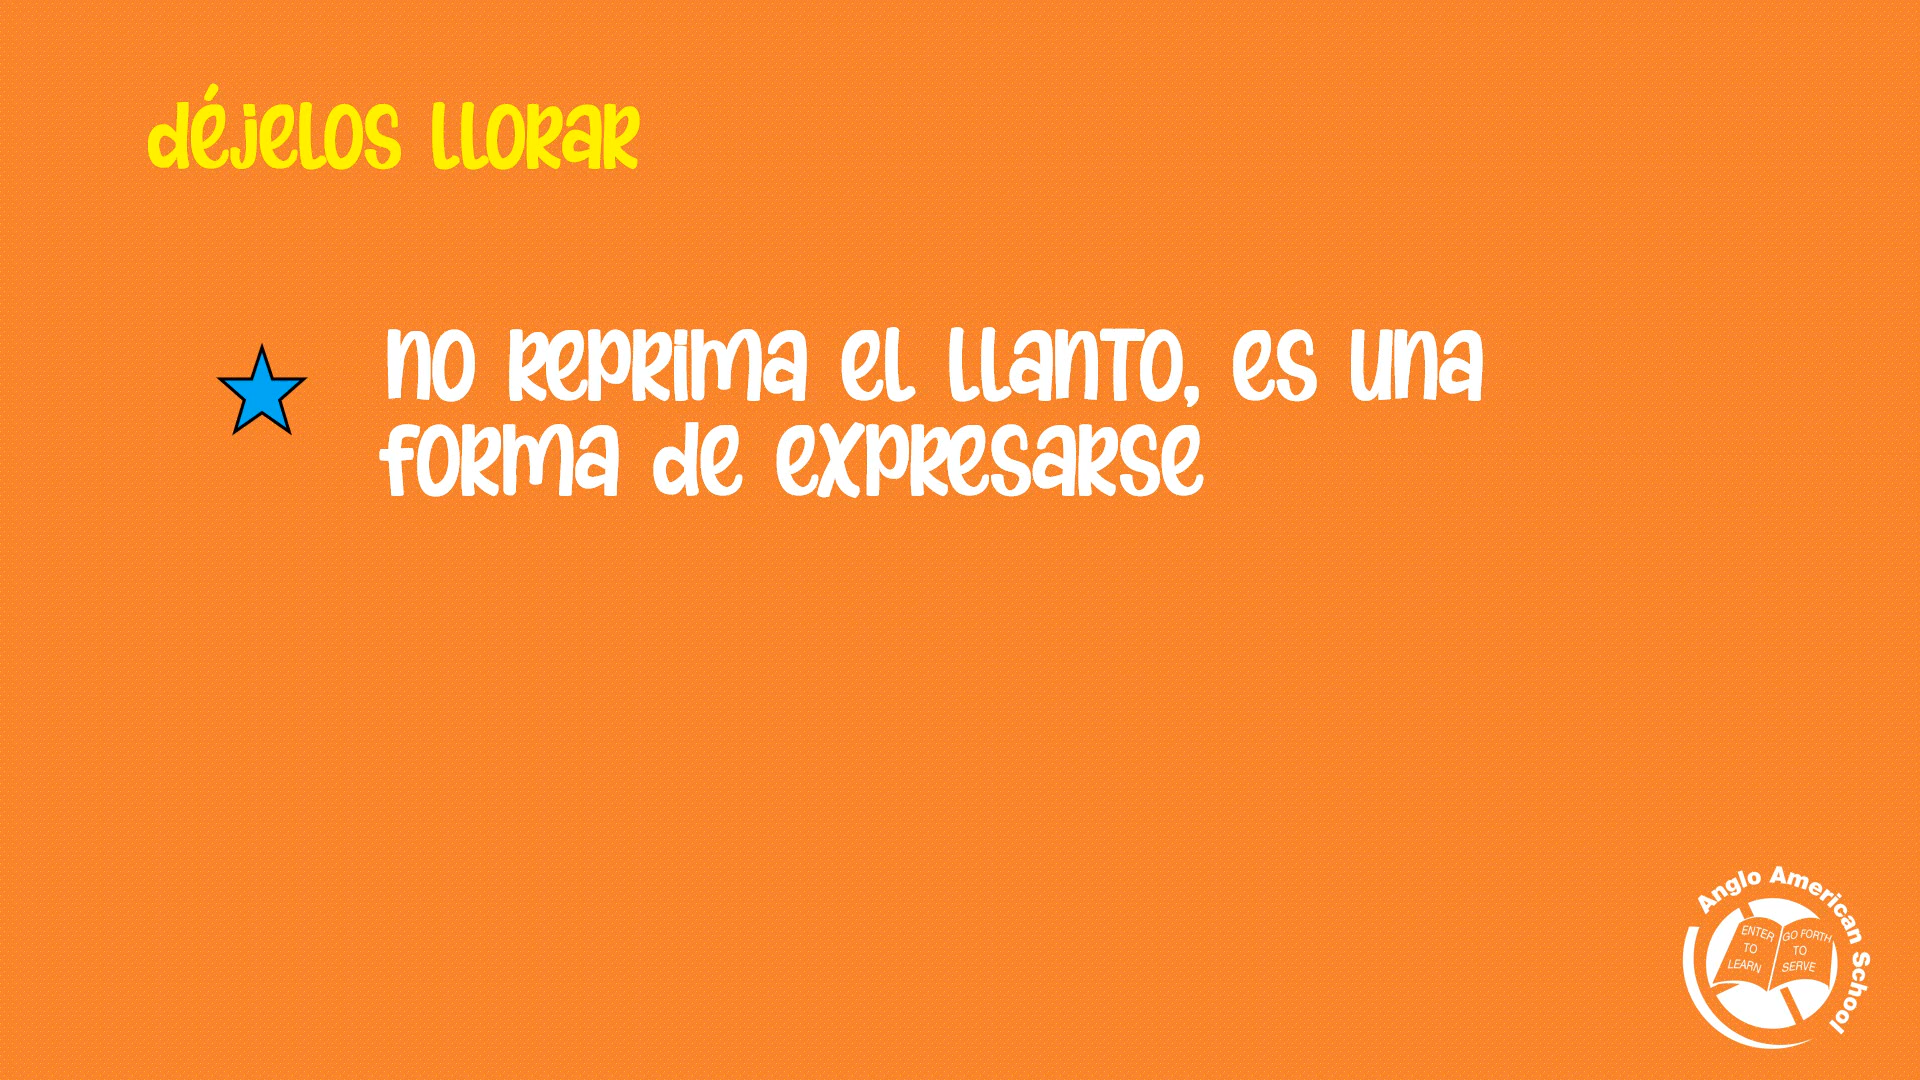 déjelos llorar
no reprima el llanto, es una
forma de expresarse
Anglo American School
ENTER
TO
LEARN
GO FORTH
TO
SERVE